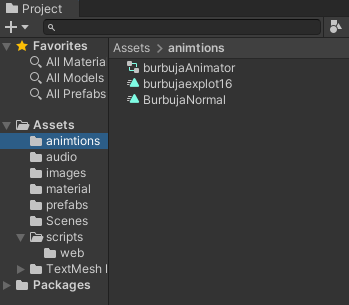 Project
Favorites
All Materia
All Models
All Prefabs
Assets
animtions
audio
images
material
prefabs
Scenes
scripts
web
TextMesh
Packages
Assets > animtions
burbujaAnimator
burbujaexplot16
BurbujaNormal